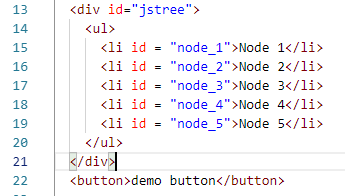 13 <div id="jstree">
14 <ul>
15 <li id = "node_1">Node 1</li>
16 <li id = "node_2">Node 2</li>
17 <li id = "node_3">Node 3</li>
18 <li id = "node_4">Node 4</li>
19 <li id = "node_5">Node 5</li>
20 </ul>
21 </div>
22 <button>demo button</button>